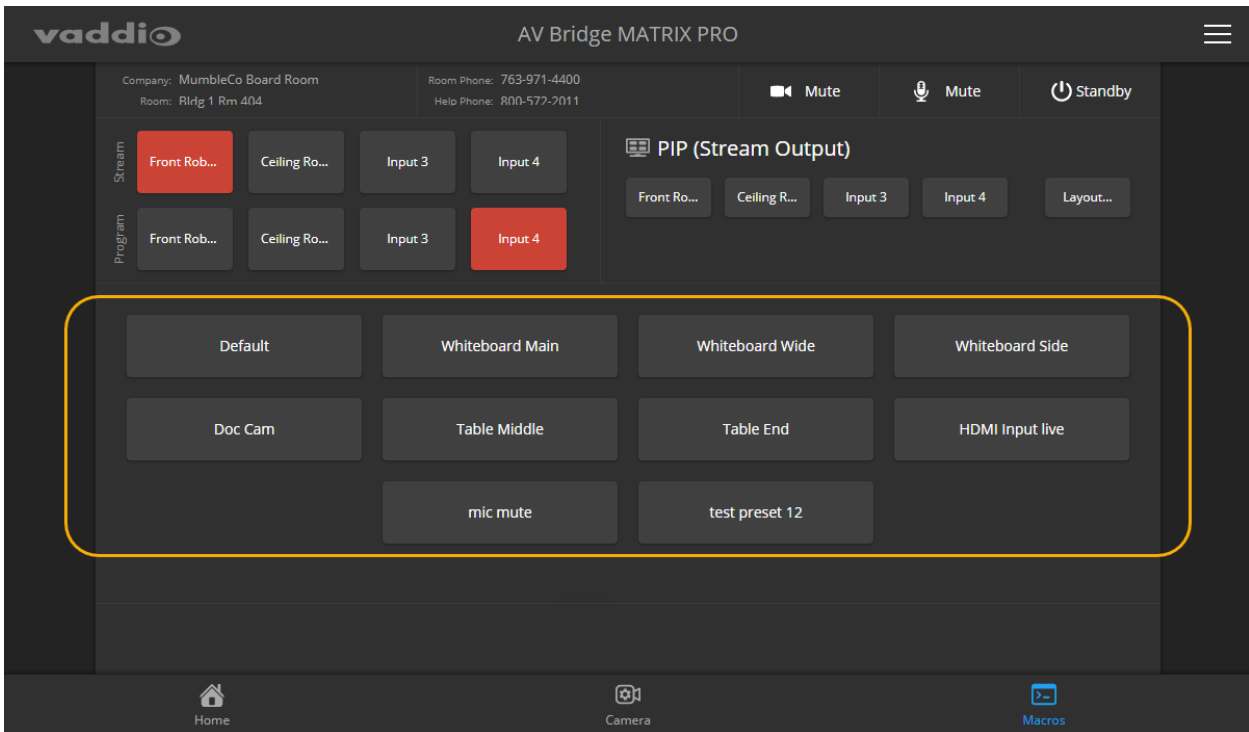 vaddio
AV Bridge MATRIX PRO
Company: MumbleCo Board Room
Room: Bldg 1 Rm 404
Room Phone: 763-971-4400
Help Phone: 800-572-2011
Mute
Mute
Standby
Stream
Front Rob...
Ceiling Ro...
Input 3
Input 4
Program
Front Rob...
Ceiling Ro...
Input 3
Input 4
PIP (Stream Output)
Front Ro...
Ceiling R...
Input 3
Input 4
Layout...
Default
Whiteboard Main
Whiteboard Wide
Whiteboard Side
Doc Cam
Table Middle
Table End
HDMI Input live
mic mute
test preset 12
Home
Camera
Macros